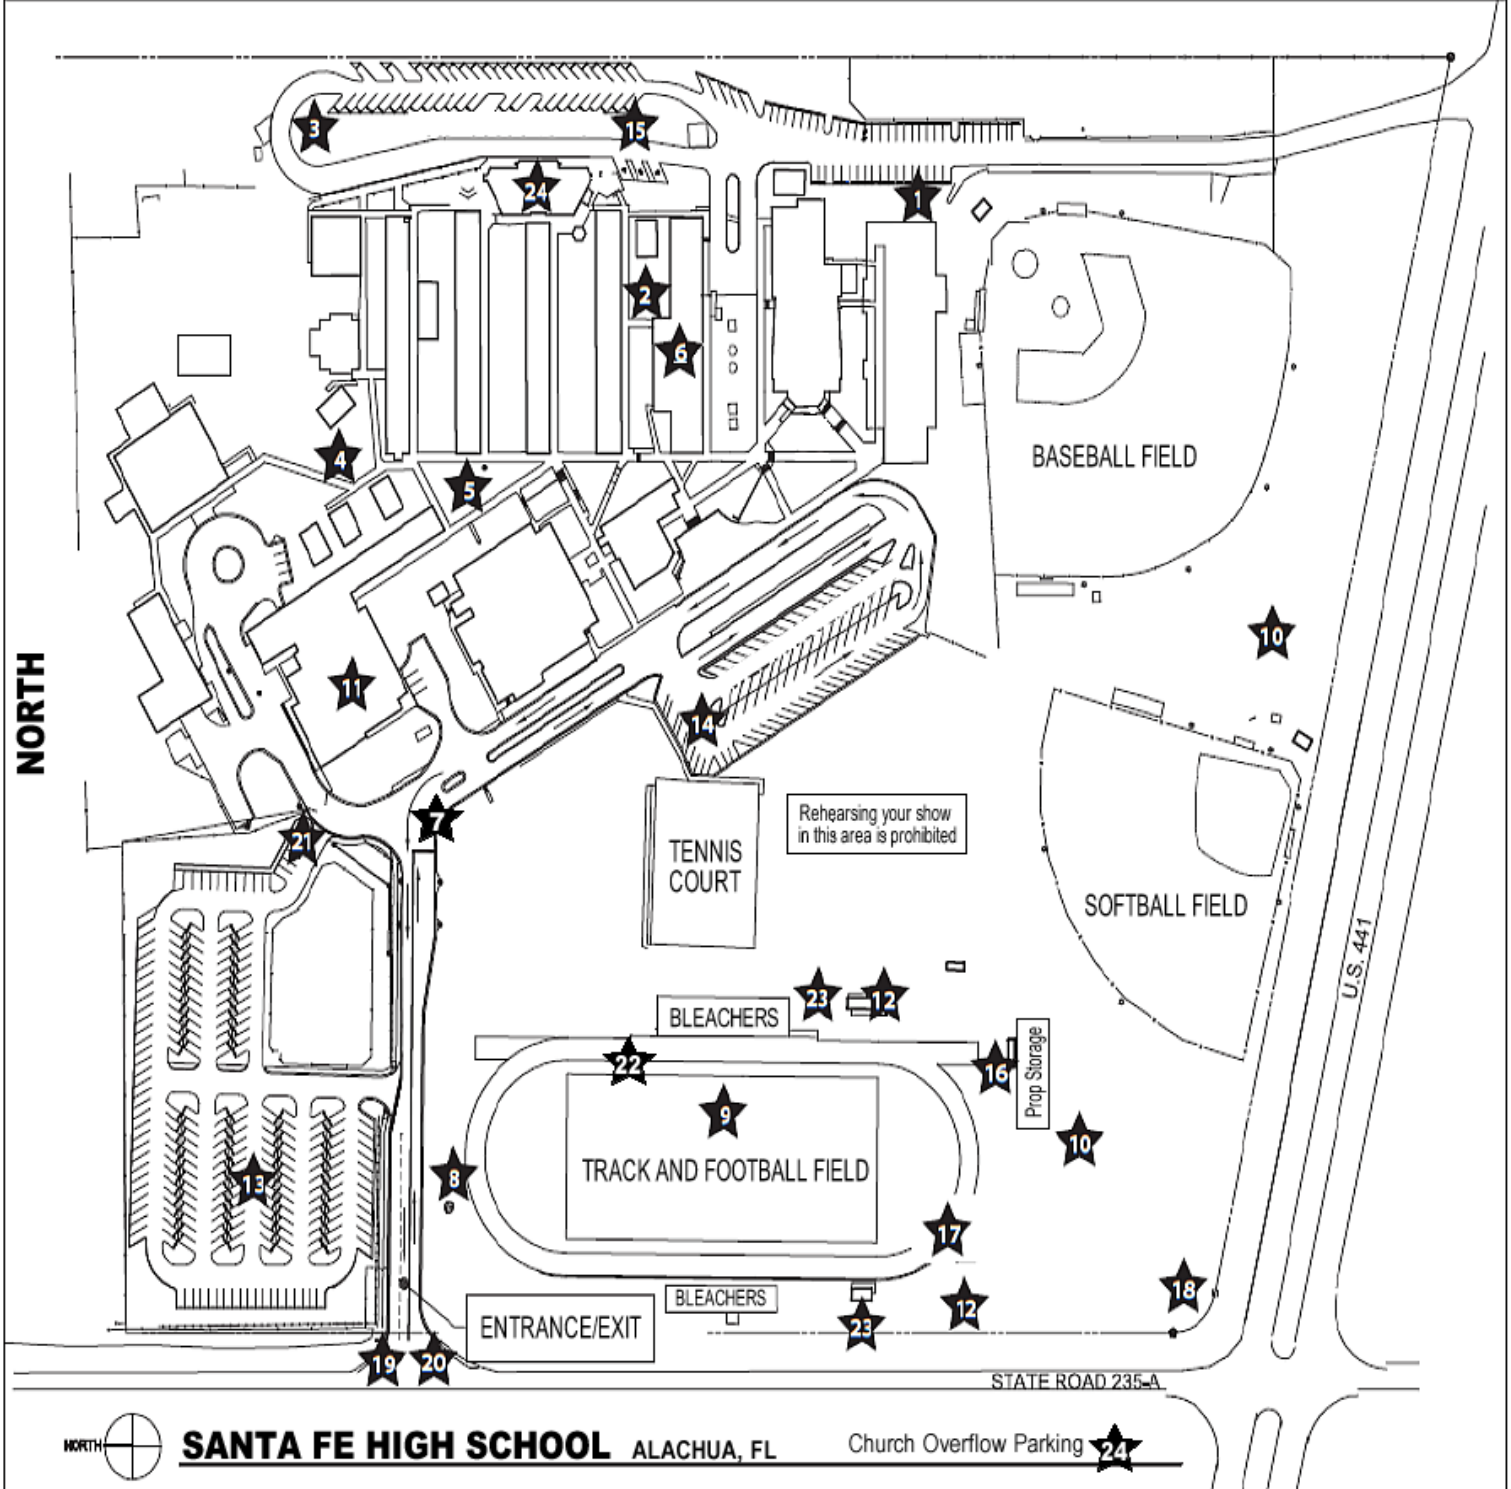 3
15
24
1
2
6
BASEBALL FIELD
4
5
10
NORTH
11
14
7
21
Rehearsing your show
in this area is prohibited
TENNIS
COURT
SOFTBALL FIELD
U.S. 441
23
12
BLEACHERS
22
16
Prop Storage
9
10
TRACK AND FOOTBALL FIELD
8
13
17
18
BLEACHERS
12
23
ENTRANCE/EXIT
19
20
STATE ROAD 235-A
NORTH
SANTA FE HIGH SCHOOL ALACHUA, FL
Church Overflow Parking 24